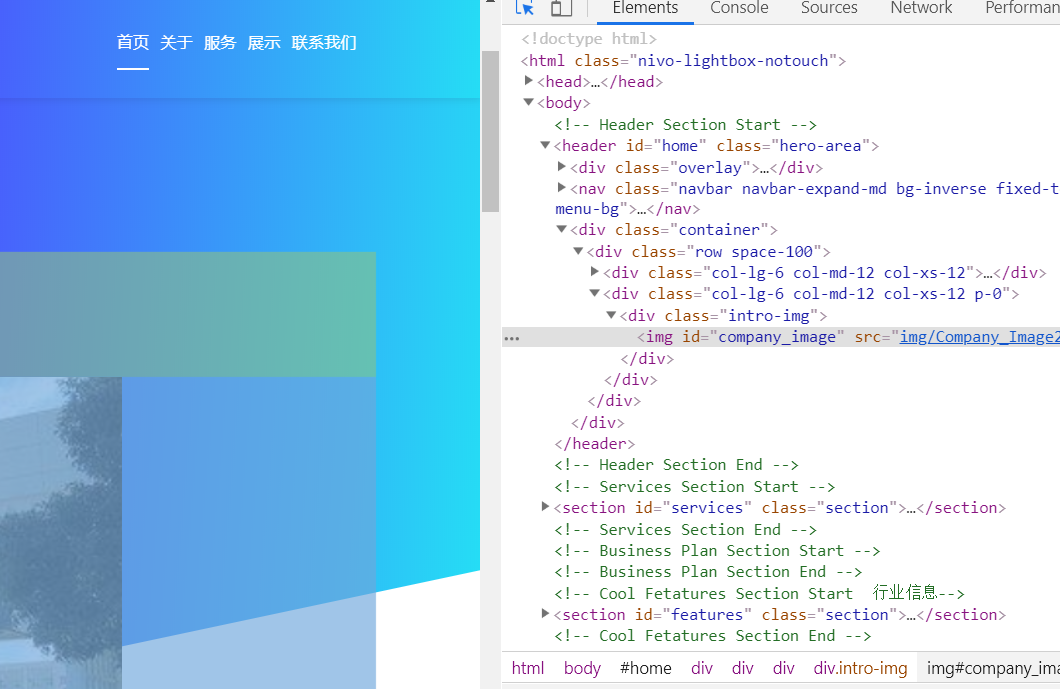 首页 关于 服务 展示 联系我们
Elements Console Sources Network Performan
<!doctype html>
<html class="nivo-lightbox-notouch">
<head>…</head>
<body>
<!-- Header Section Start -->
<header id="home" class="hero-area">
<div class="overlay">…</div>
<nav class="navbar navbar-expand-md bg-inverse fixed-t
menu-bg">…</nav>
<div class="container">
<div class="row space-100">
<div class="col-lg-6 col-md-12 col-xs-12">…</div>
<div class="col-lg-6 col-md-12 col-xs-12 p-0">
<div class="intro-img">
<img id="company_image" src="img/Company_Image2
</div>
</div>
</div>
</div>
</header>
<!-- Header Section End -->
<!-- Services Section Start -->
<section id="services" class="section">…</section>
<!-- Services Section End -->
<!-- Business Plan Section Start -->
<!-- Business Plan Section End -->
<!-- Cool Fetatures Section Start 行业信息-->
<section id="features" class="section">…</section>
<!-- Cool Fetatures Section End -->
html body #home div div div div.intro-img img#company_ima